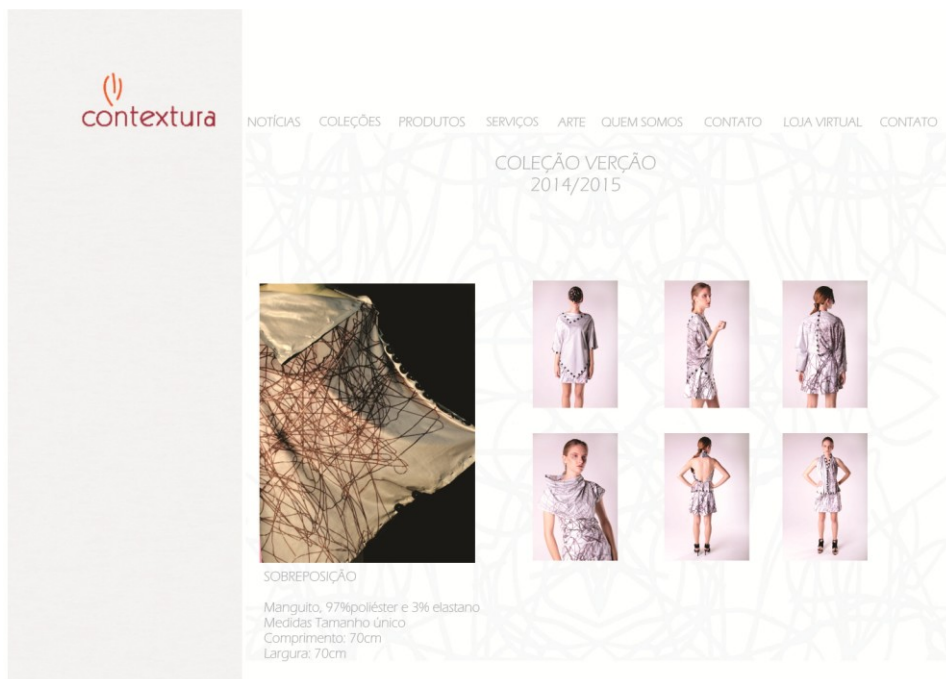 contextura
NOTÍCIAS COLEÇÕES PRODUTOS SERVIÇOS ARTE QUEM SOMOS CONTATO LOJA VIRTUAL CONTATO
COLEÇÃO VERÇÃO
2014/2015
SOBREPOSIÇÃO
Manguito, 97%poliéster e 3% elastano
Medidas Tamanho único
Comprimento: 70cm
Largura: 70cm